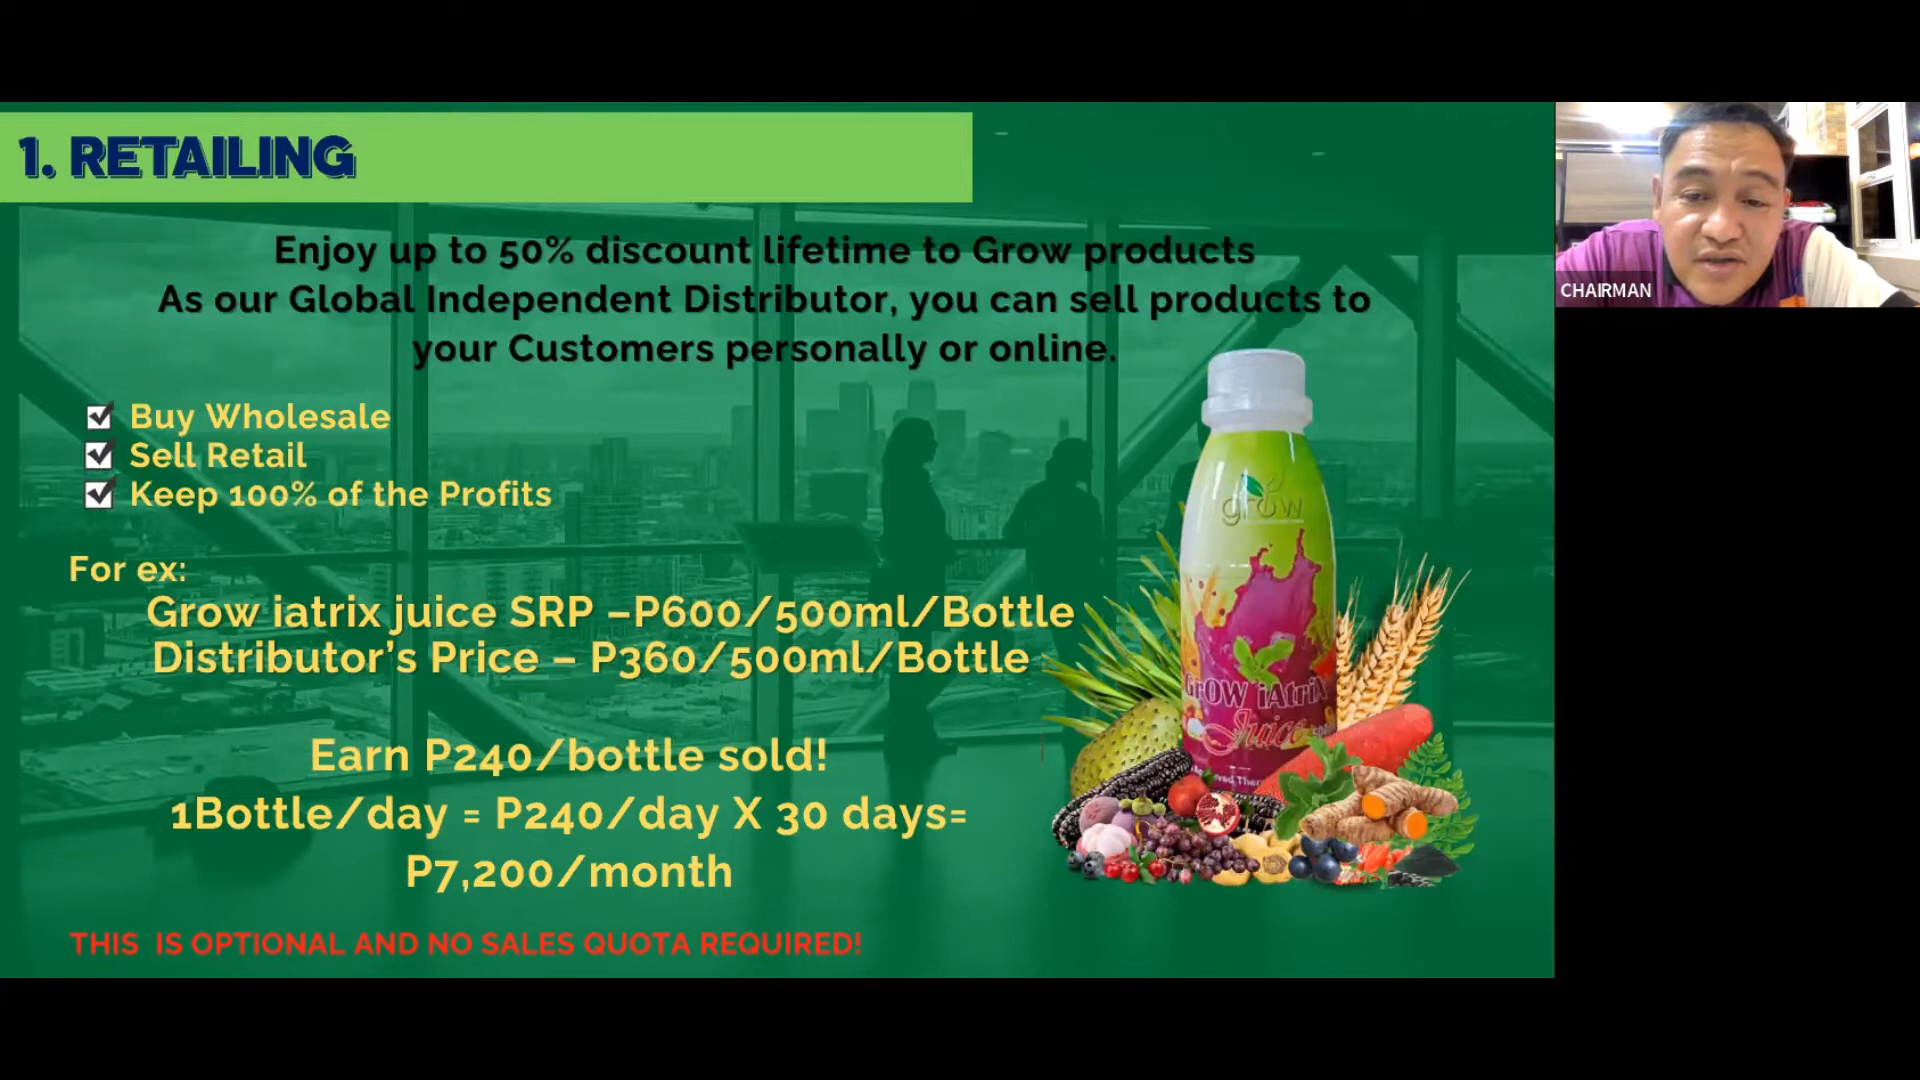 1. RETAILING
Enjoy up to 50% discount lifetime to Grow products
As our Global Independent Distributor, you can sell products to
your Customers personally or online.
Buy Wholesale
Sell Retail
Keep 100% of the Profits
For ex:
Grow iatrix juice SRP –P600/500ml/Bottle
Distributor's Price – P360/500ml/Bottle
Earn P240/bottle sold!
1Bottle/day = P240/day X 30 days=
P7,200/month
THIS IS OPTIONAL AND NO SALES QUOTA REQUIRED!
grow
GrOW iAtriX
Juice
CHAIRMAN